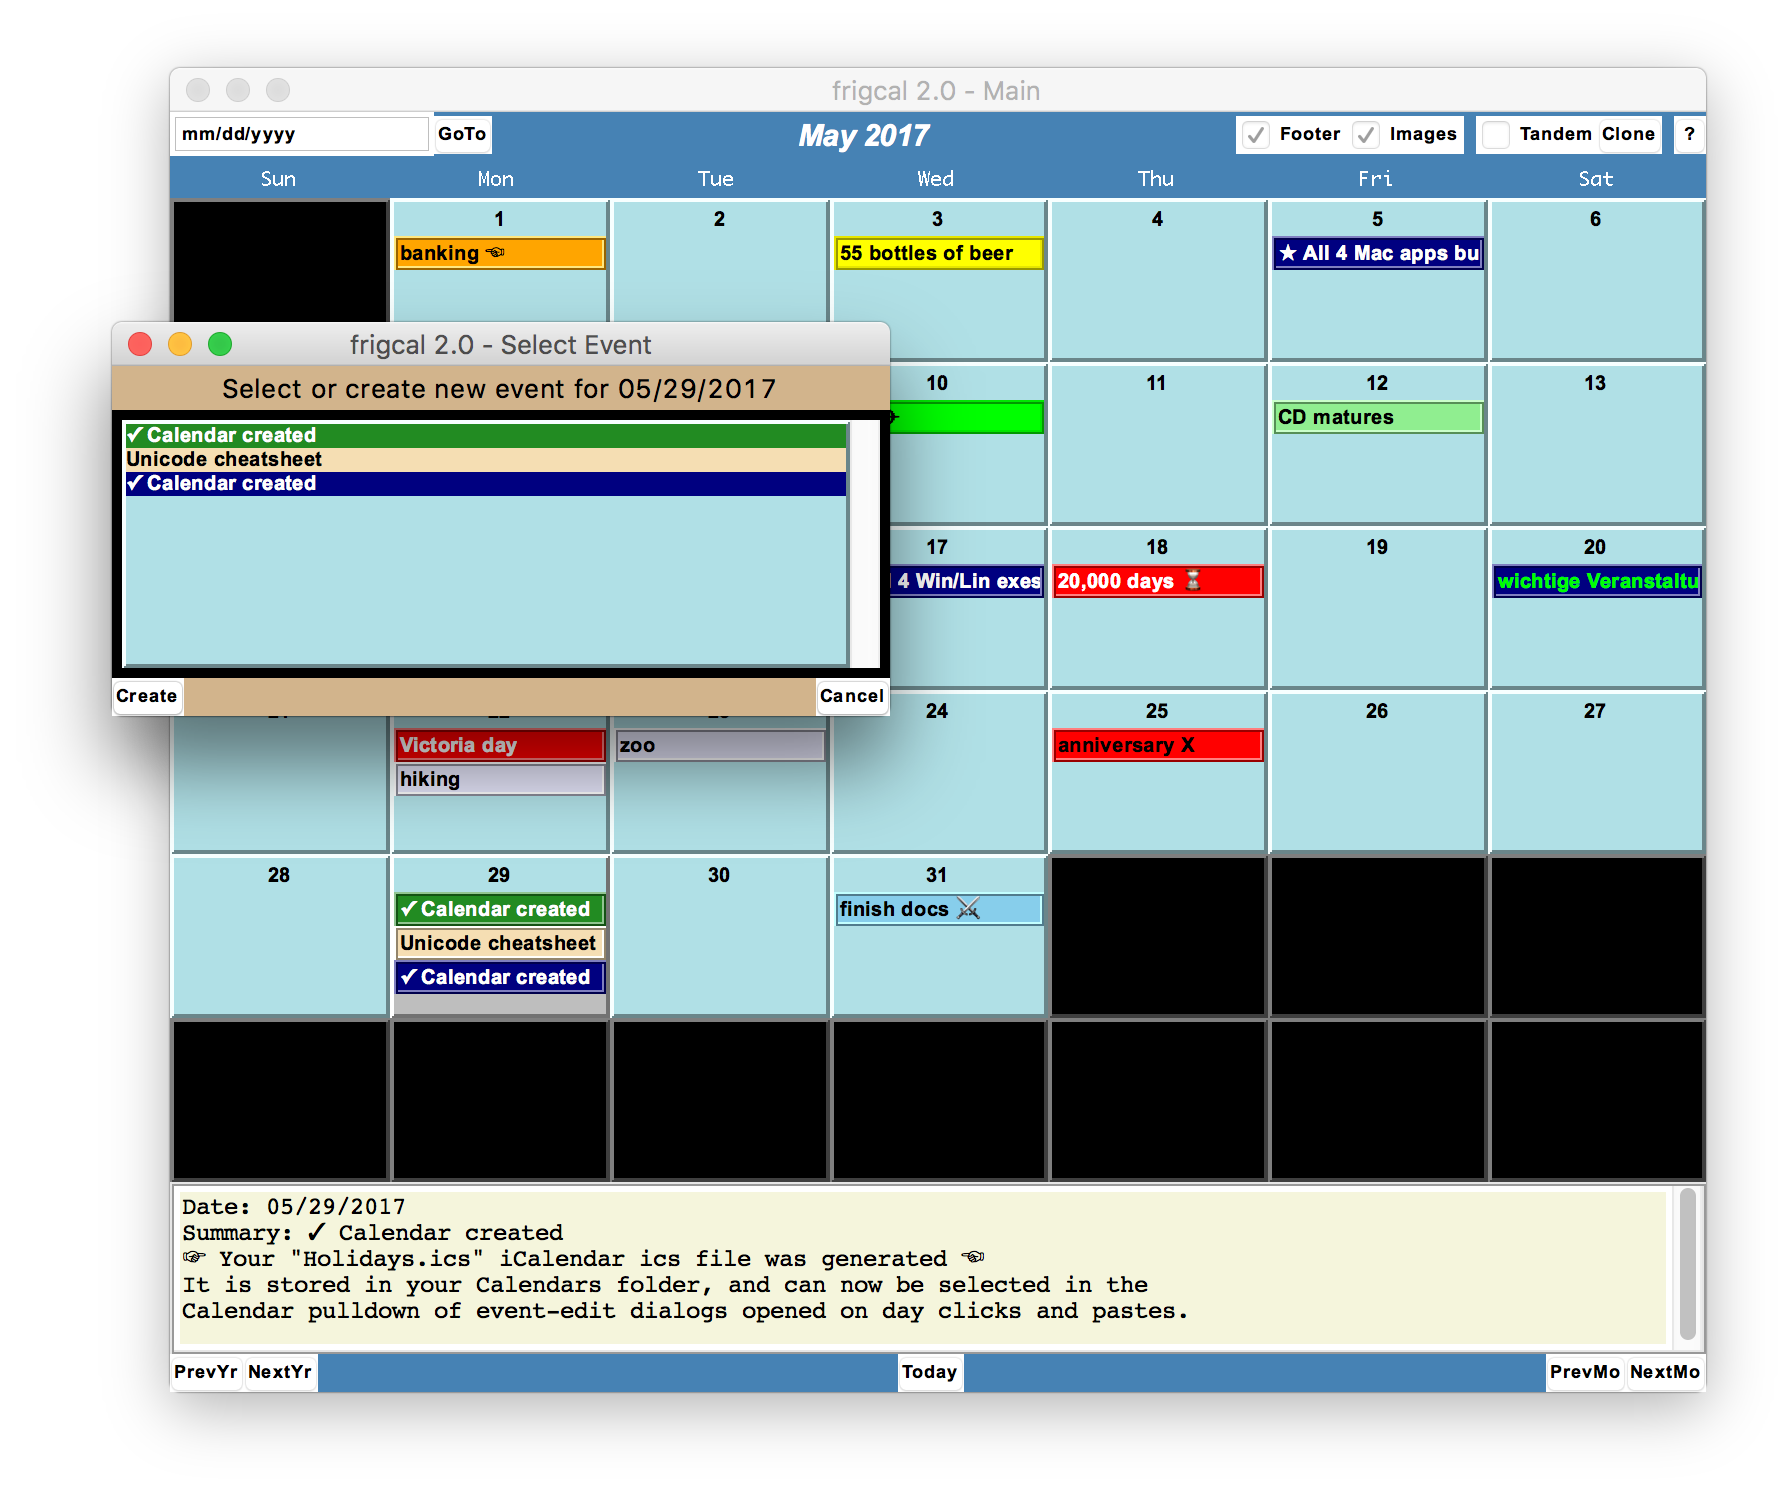 frigcal 2.0 - Main
mm/dd/yyyy GoTo May 2017 ✓ Footer ✓ Images Tandem Clone ?
Sun Mon Tue Wed Thu Fri Sat
1 2 3 4 5 6
banking ☜ 55 bottles of beer ★ All 4 Mac apps bu
frigcal 2.0 - Select Event
Select or create new event for 05/29/2017
✓ Calendar created
Unicode cheatsheet
✓ Calendar created
Create Cancel
10 11 12 13
CD matures
17 18 19 20
4 Win/Lin exes 20,000 days ⏳ wichtige Veranstaltu
24 25 26 27
Victoria day zoo anniversary X
hiking
28 29 30 31
✓ Calendar created finish docs ⚔
Unicode cheatsheet
✓ Calendar created
Date: 05/29/2017
Summary: ✓ Calendar created
☞ Your "Holidays.ics" iCalendar ics file was generated ☜
It is stored in your Calendars folder, and can now be selected in the
Calendar pulldown of event-edit dialogs opened on day clicks and pastes.
PrevYr NextYr Today PrevMo NextMo